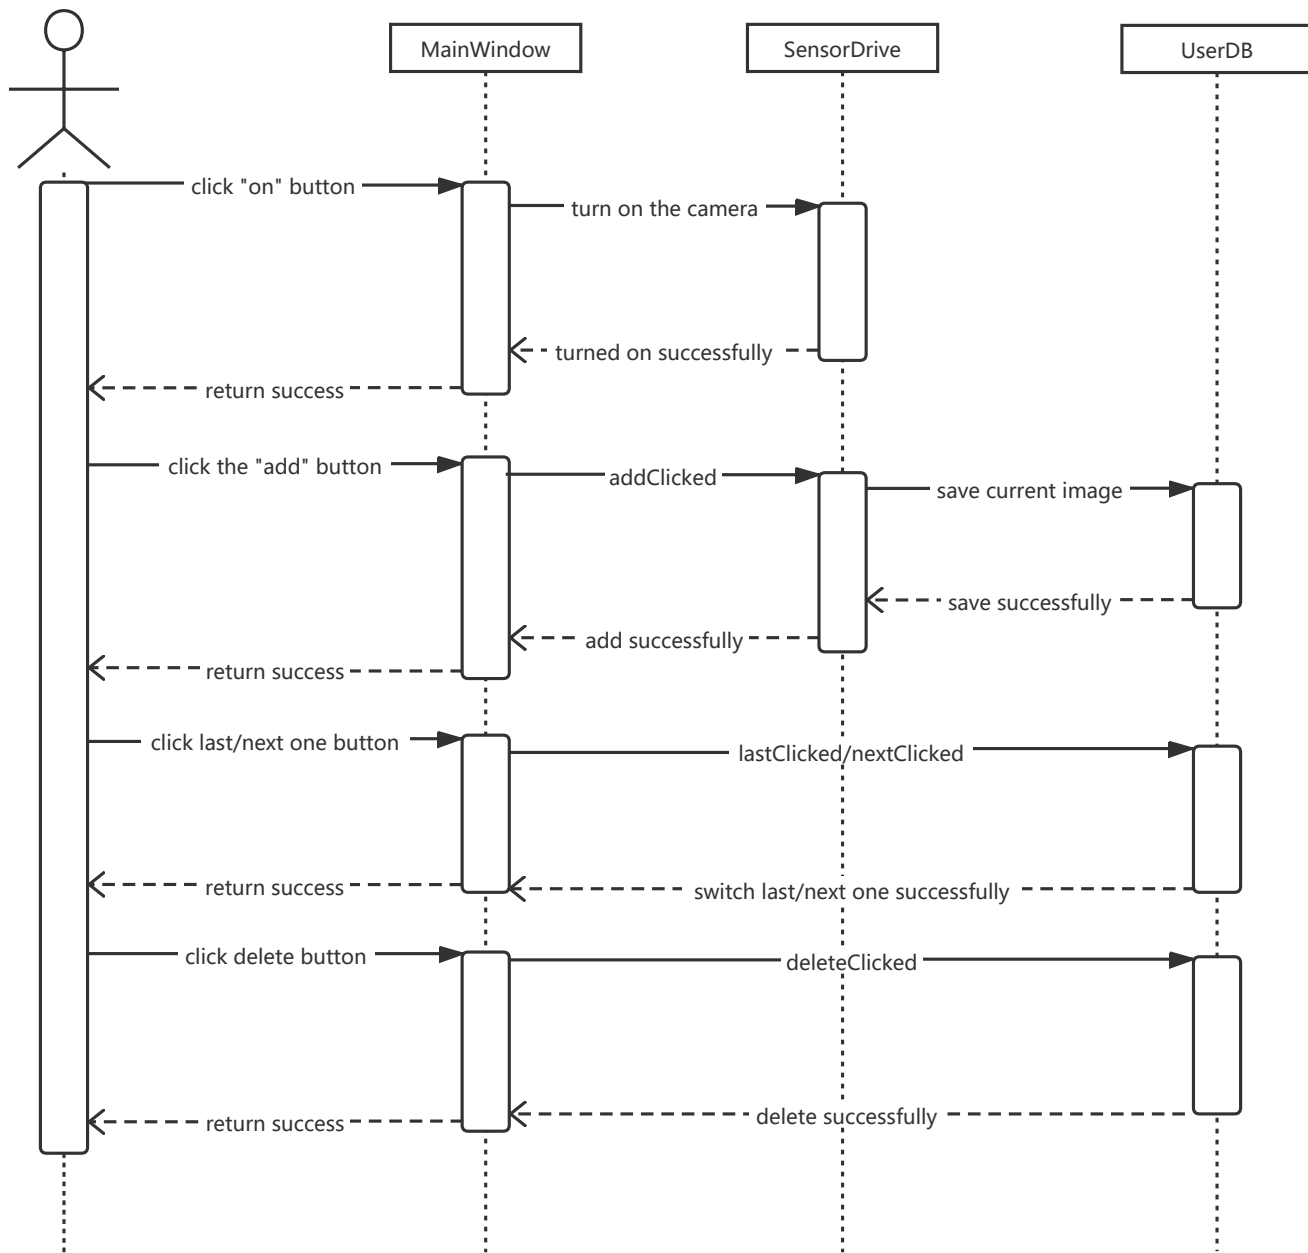 MainWindow
SensorDrive
UserDB
click "on" button
turn on the camera
turned on successfully
return success
click the "add" button
addClicked
save current image
save successfully
add successfully
return success
click last/next one button
lastClicked/nextClicked
return success
switch last/next one successfully
click delete button
deleteClicked
delete successfully
return success